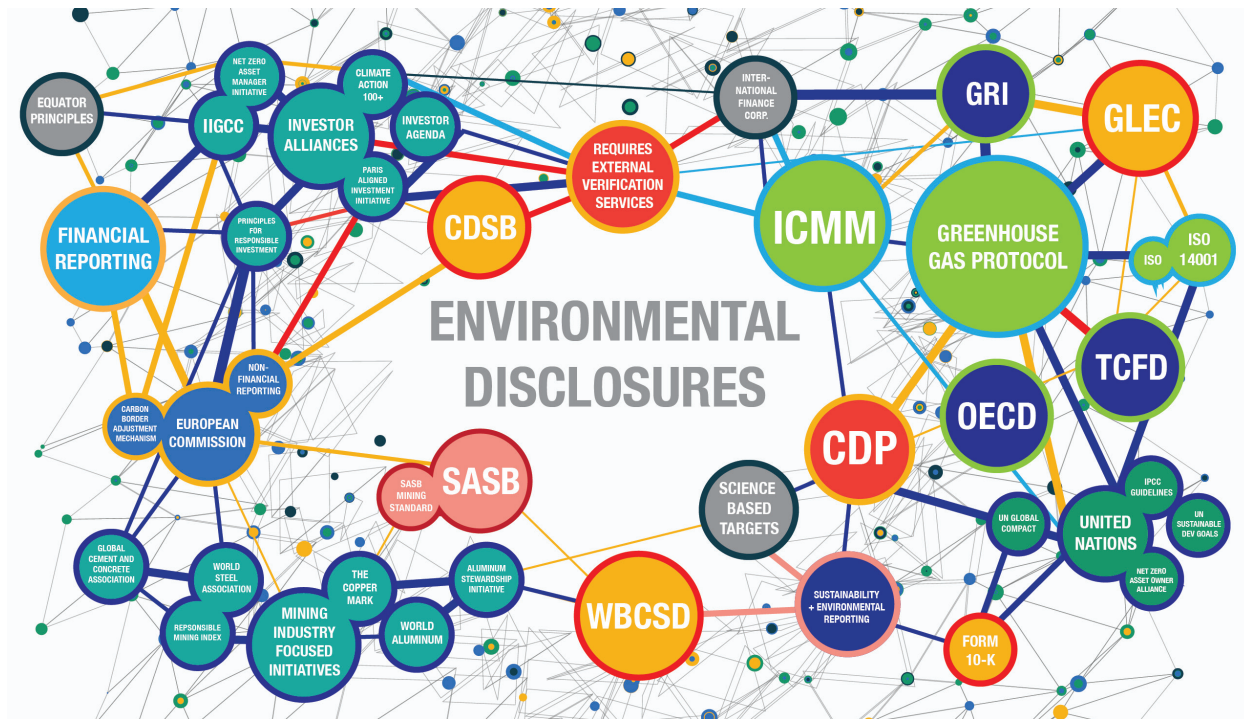 EQUATOR
PRINCIPLES
NET ZERO
ASSET
MANAGER
INITIATIVE
IIGCC
CLIMATE
ACTION
100+
INVESTOR
ALLIANCES
INVESTOR
AGENDA
PARIS
ALIGNED
INVESTMENT
INITIATIVE
PRINCIPLES
FOR
RESPONSIBLE
INVESTMENT
FINANCIAL
REPORTING
CDSB
REQUIRES
EXTERNAL
VERIFICATION
SERVICES
INTER-
NATIONAL
FINANCE
CORP.
GRI
GLEC
ICMM
GREENHOUSE
GAS PROTOCOL
ISO
ISO
14001
TCFD
OECD
ENVIRONMENTAL
DISCLOSURES
NON-
FINANCIAL
REPORTING
CARBON
BORDER
ADJUSTMENT
MECHANISM
EUROPEAN
COMMISSION
SASB
MINING
STANDARD
SASB
CDP
SCIENCE
BASED
TARGETS
UN GLOBAL
COMPACT
UNITED
NATIONS
IPCC
GUIDELINES
UN
SUSTAINABLE
DEV GOALS
NET ZERO
ASSET OWNER
ALLIANCE
GLOBAL
CEMENT AND
CONCRETE
ASSOCIATION
WORLD
STEEL
ASSOCIATION
REPSONSIBLE
MINING INDEX
MINING
INDUSTRY
FOCUSED
INITIATIVES
THE
COPPER
MARK
WORLD
ALUMINUM
ALUMINUM
STEWARDSHIP
INITIATIVE
WBCSD
SUSTAINABILITY
+ ENVIRONMENTAL
REPORTING
FORM
10-K